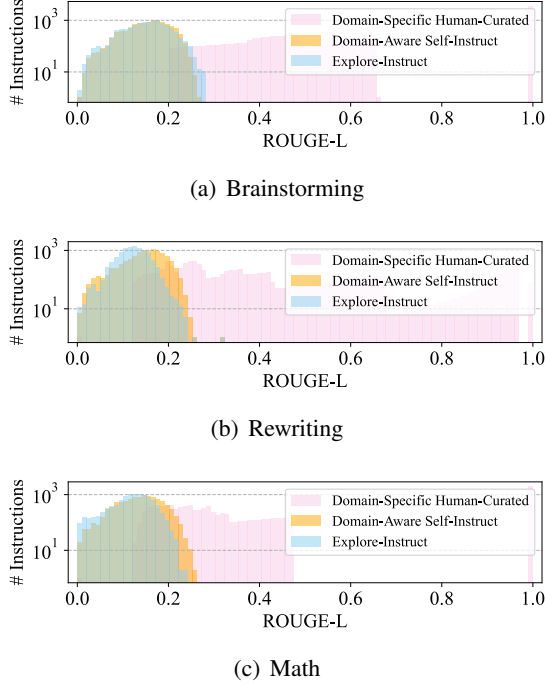 # Instructions
10³
10¹
Domain-Specific Human-Curated
Domain-Aware Self-Instruct
Explore-Instruct
0.0 0.2 0.4 0.6 0.8 1.0
ROUGE-L
(a) Brainstorming
# Instructions
10³
10¹
Domain-Specific Human-Curated
Domain-Aware Self-Instruct
Explore-Instruct
0.0 0.2 0.4 0.6 0.8 1.0
ROUGE-L
(b) Rewriting
# Instructions
10³
10¹
Domain-Specific Human-Curated
Domain-Aware Self-Instruct
Explore-Instruct
0.0 0.2 0.4 0.6 0.8 1.0
ROUGE-L
(c) Math